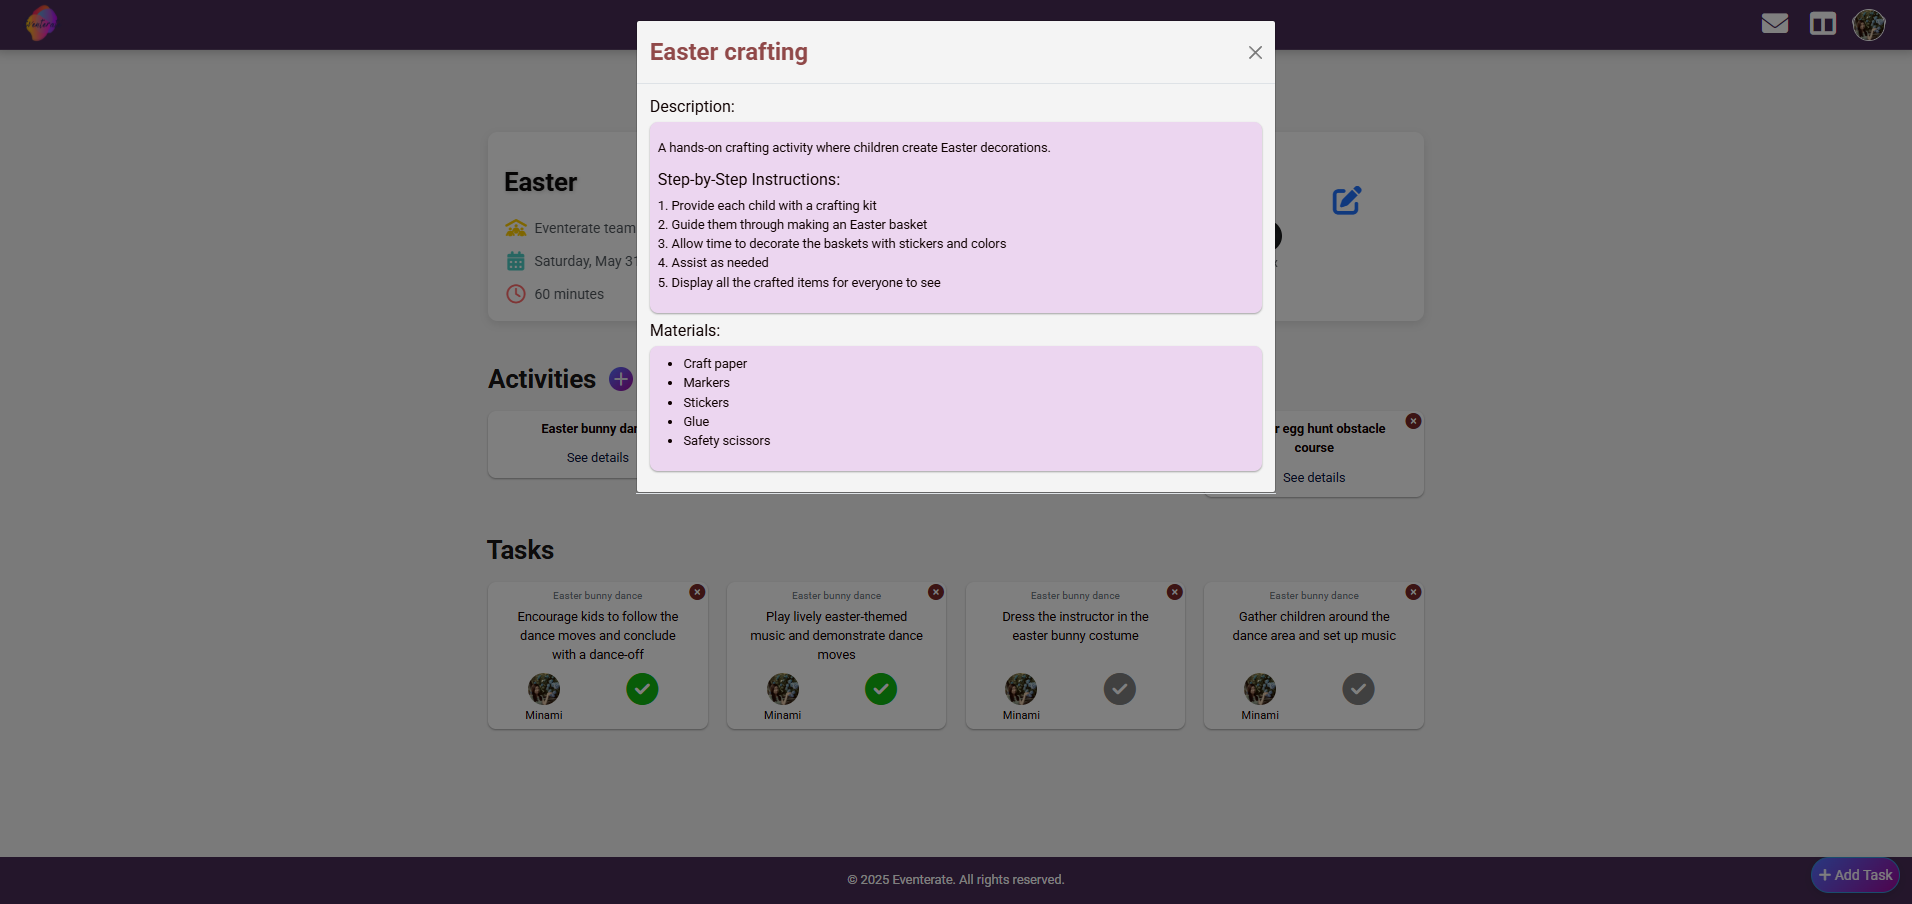 Easter crafting
Description:
A hands-on crafting activity where children create Easter decorations.
Step-by-Step Instructions:
1. Provide each child with a crafting kit
2. Guide them through making an Easter basket
3. Allow time to decorate the baskets with stickers and colors
4. Assist as needed
5. Display all the crafted items for everyone to see
Materials:
• Craft paper
• Markers
• Stickers
• Glue
• Safety scissors
Easter
Eventerate team
Saturday, May 31
60 minutes
Activities
Easter bunny dan
See details
r egg hunt obstacle
course
See details
Tasks
Easter bunny dance
Encourage kids to follow the
dance moves and conclude
with a dance-off
Minami
Easter bunny dance
Play lively easter-themed
music and demonstrate dance
moves
Minami
Easter bunny dance
Dress the instructor in the
easter bunny costume
Minami
Easter bunny dance
Gather children around the
dance area and set up music
Minami
© 2025 Eventerate. All rights reserved.
+ Add Task